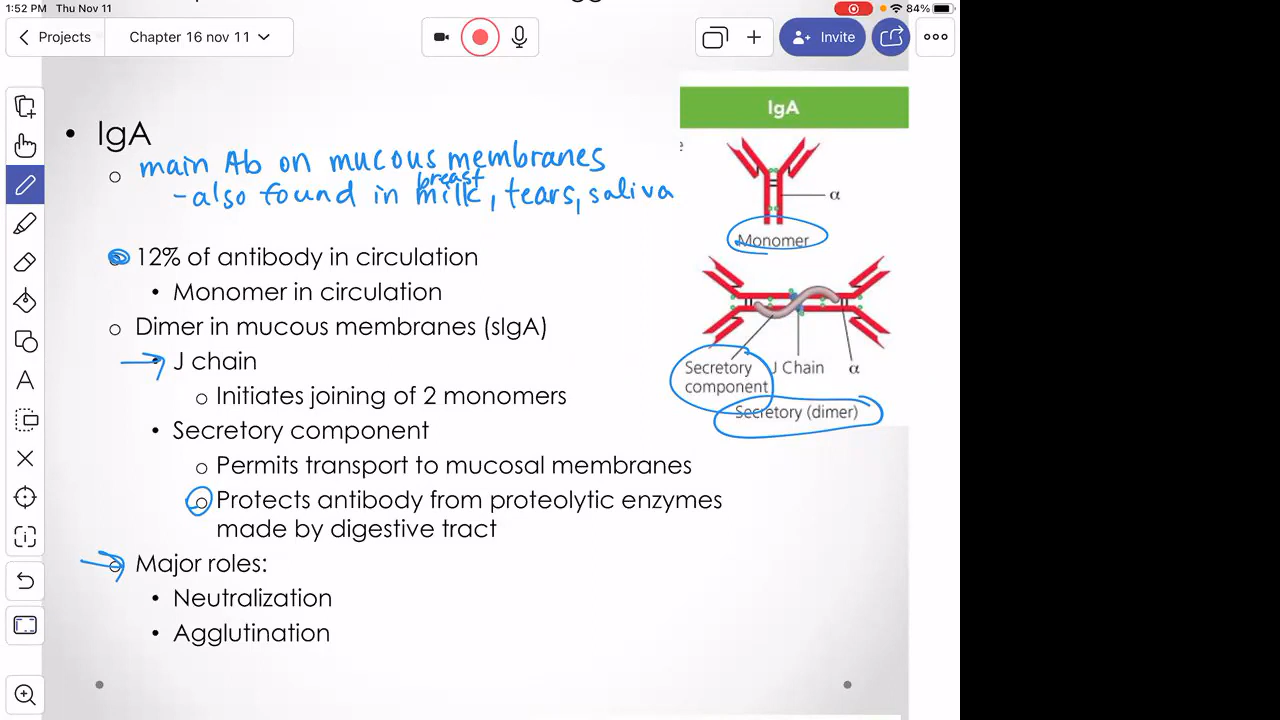 1:52 PM Thu Nov 11
84%
Projects
Chapter 16 nov 11
Invite
IgA
main Ab on mucous membranes
-also found in breast milk, tears, saliva
12% of antibody in circulation
Monomer in circulation
Dimer in mucous membranes (sIgA)
J chain
Initiates joining of 2 monomers
Secretory component
Permits transport to mucosal membranes
Protects antibody from proteolytic enzymes
made by digestive tract
Major roles:
Neutralization
Agglutination
IgA
α
Monomer
Secretory
component
J Chain
α
Secretory (dimer)
A